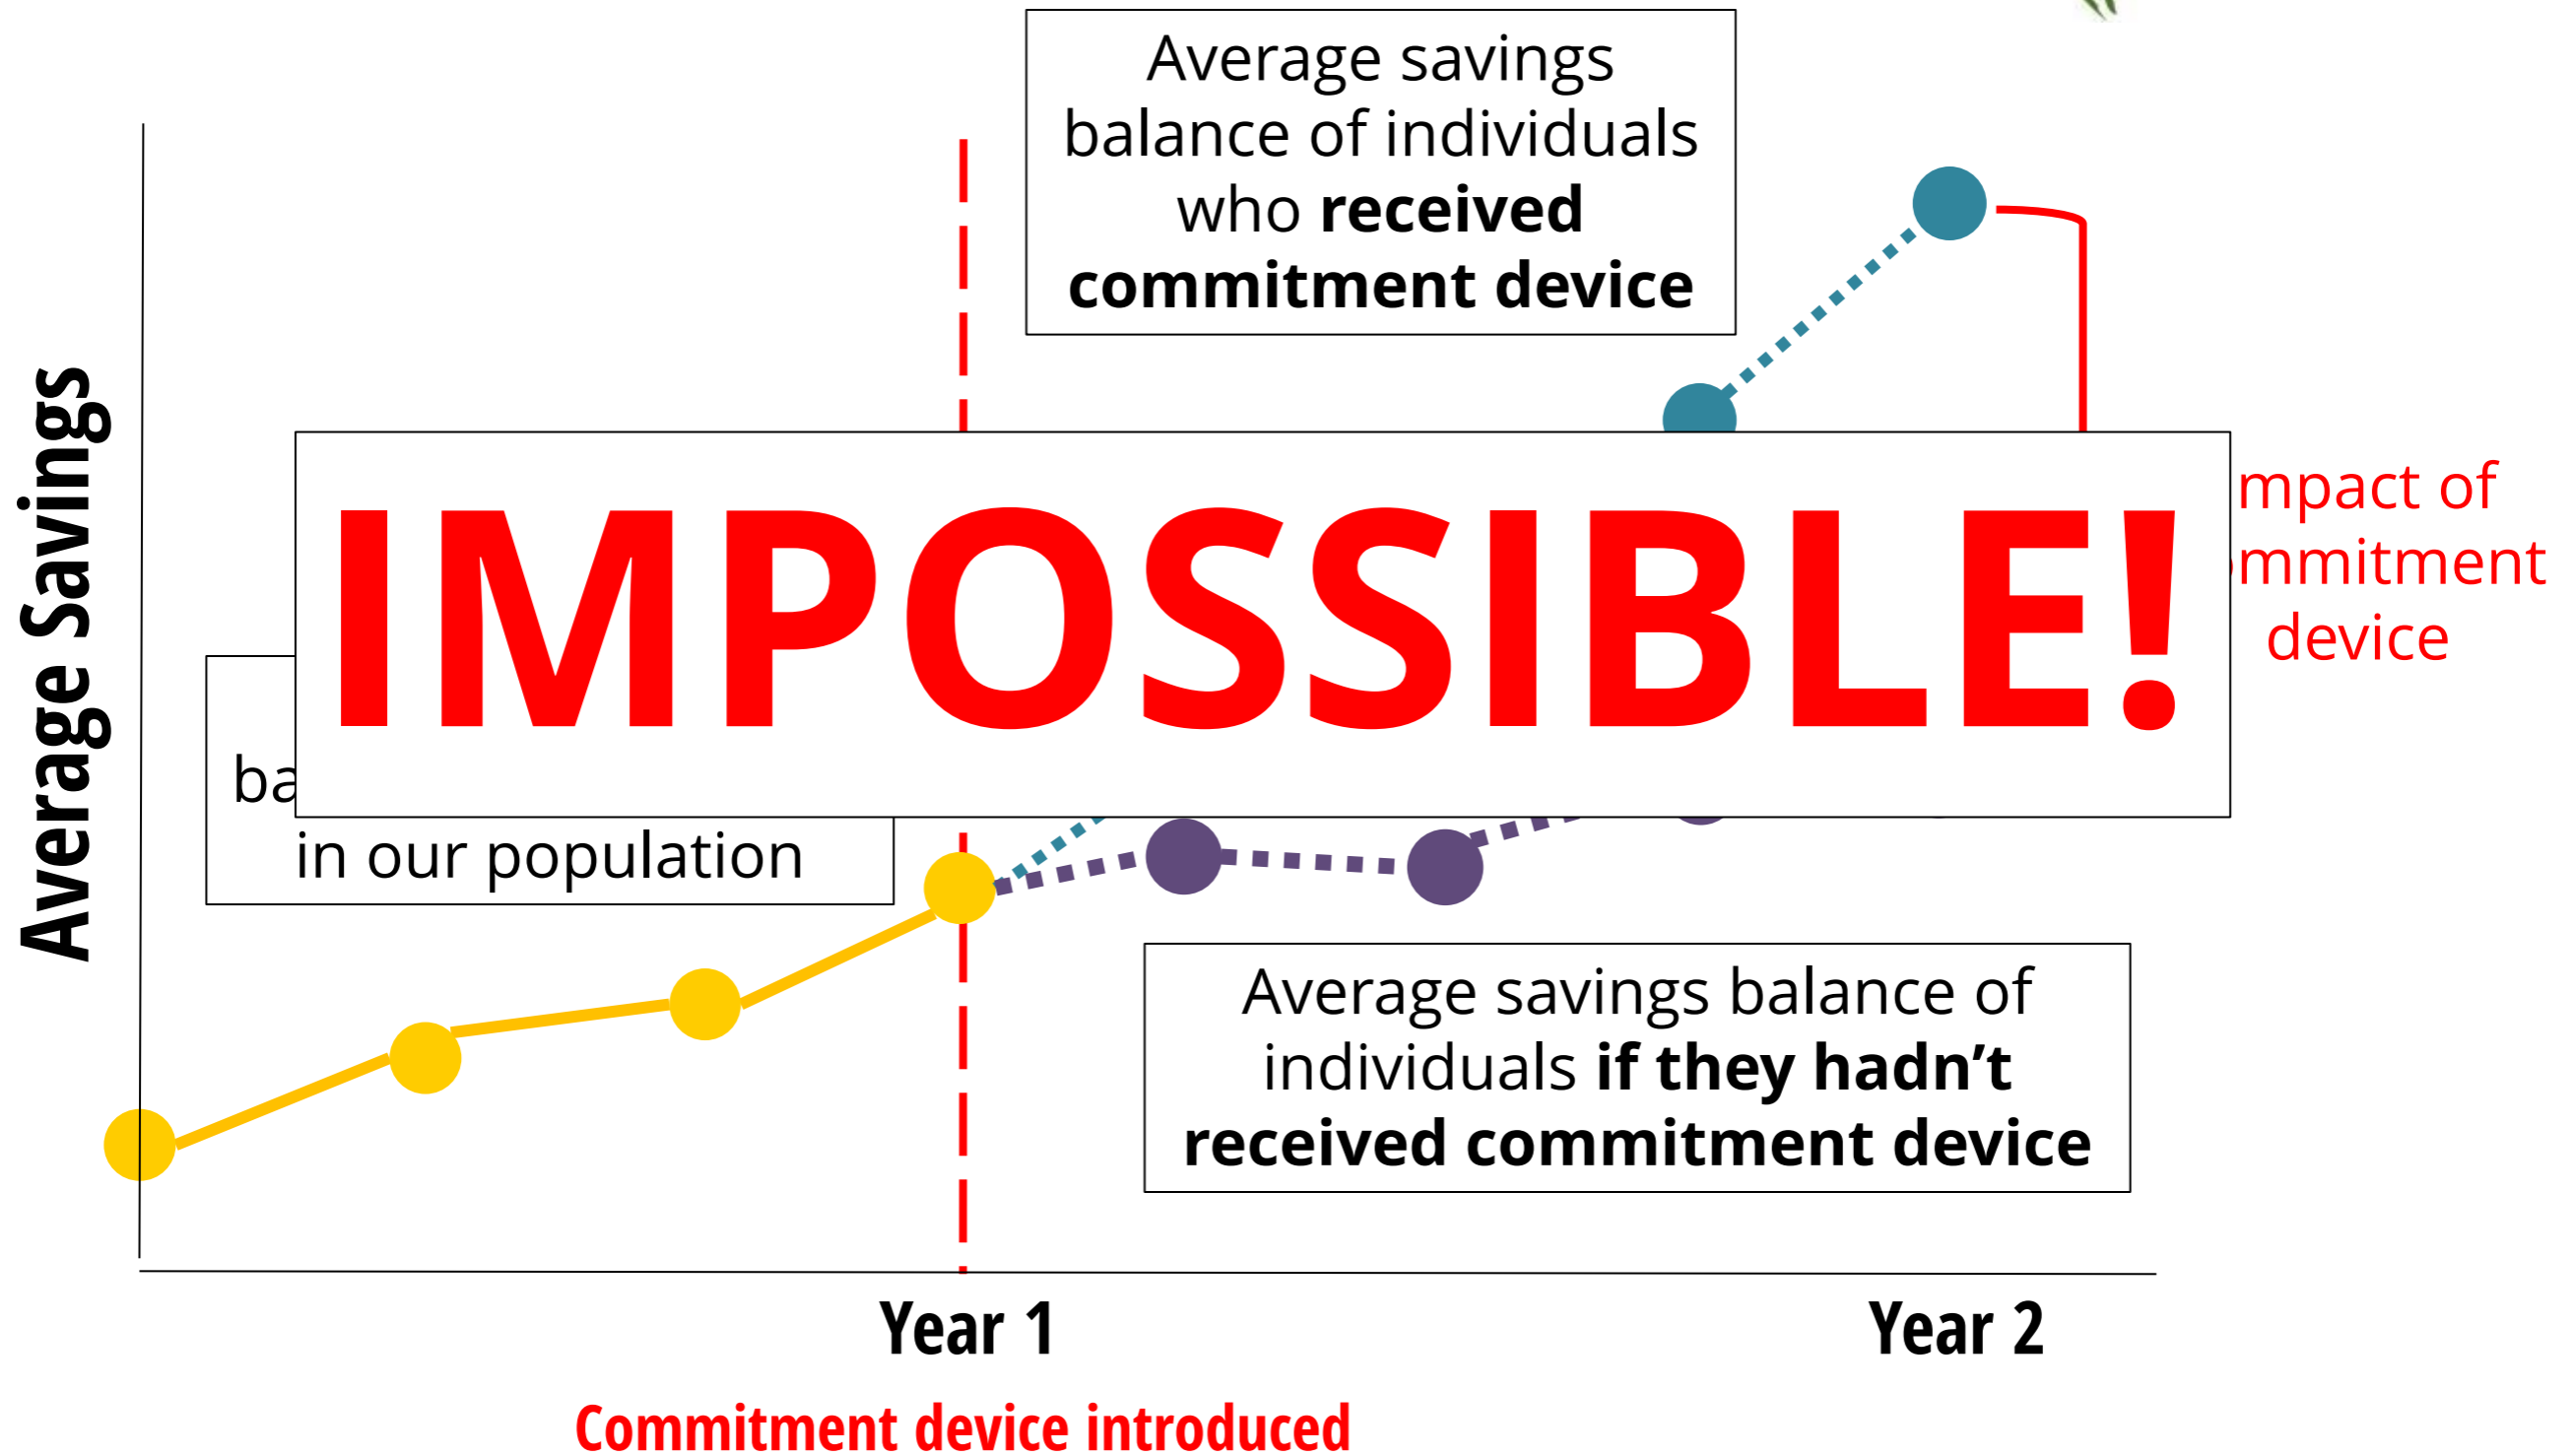 Average savings
balance of individuals
who received
commitment device
Average Savings
IMPOSSIBLE!
mpact of
mmitment
device
ba
in our population
Average savings balance of
individuals if they hadn’t
received commitment device
Year 1
Year 2
Commitment device introduced